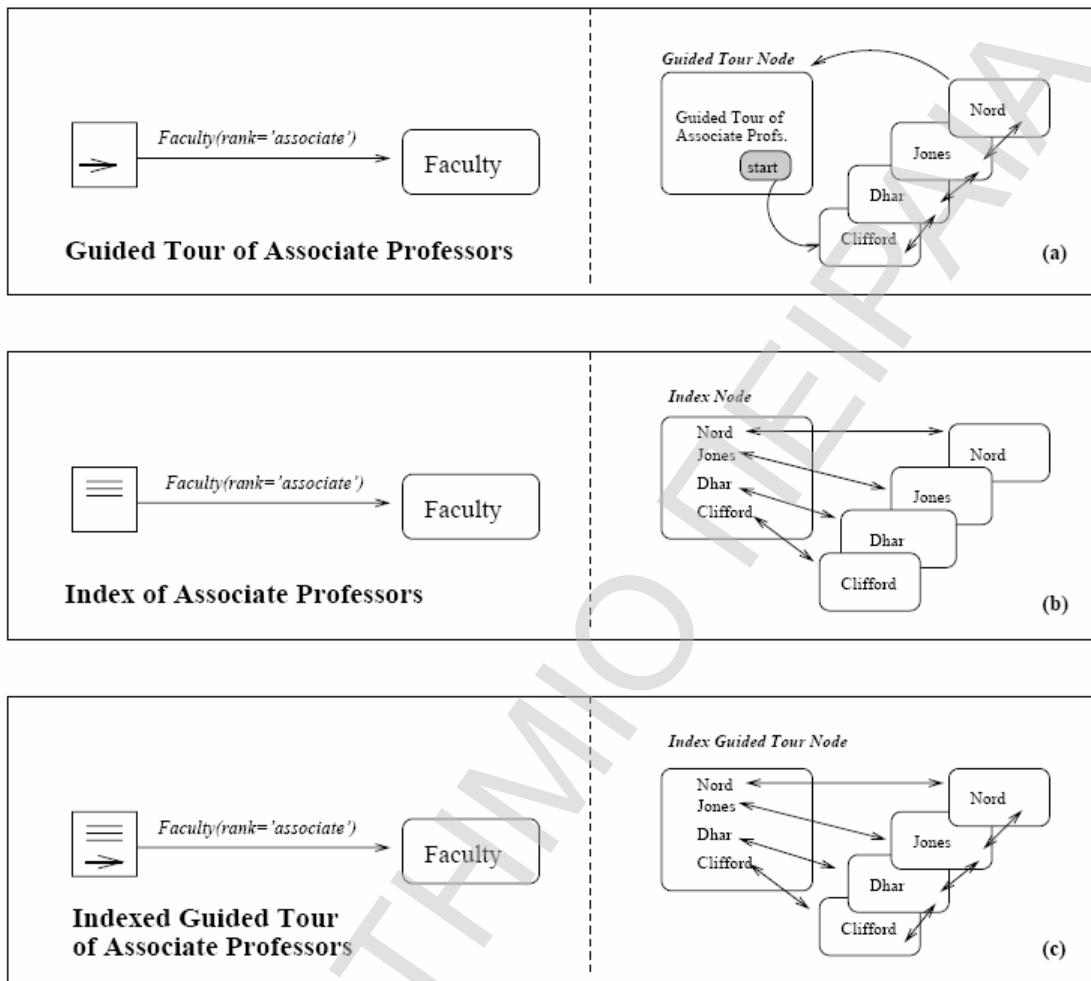 Guided Tour Node
Faculty(rank='associate')
Faculty
Guided Tour of
Associate Profs.
start
Nord
Jones
Dhar
Clifford
Guided Tour of Associate Professors
(a)
Index Node
Nord
Jones
Dhar
Clifford
Faculty(rank='associate')
Faculty
Nord
Jones
Dhar
Clifford
Index of Associate Professors
(b)
Index Guided Tour Node
Nord
Jones
Dhar
Clifford
Faculty(rank='associate')
Faculty
Nord
Jones
Dhar
Clifford
Indexed Guided Tour
of Associate Professors
(c)
ΤΗΜΙΟ ΠΕΙΡΑΙΑ